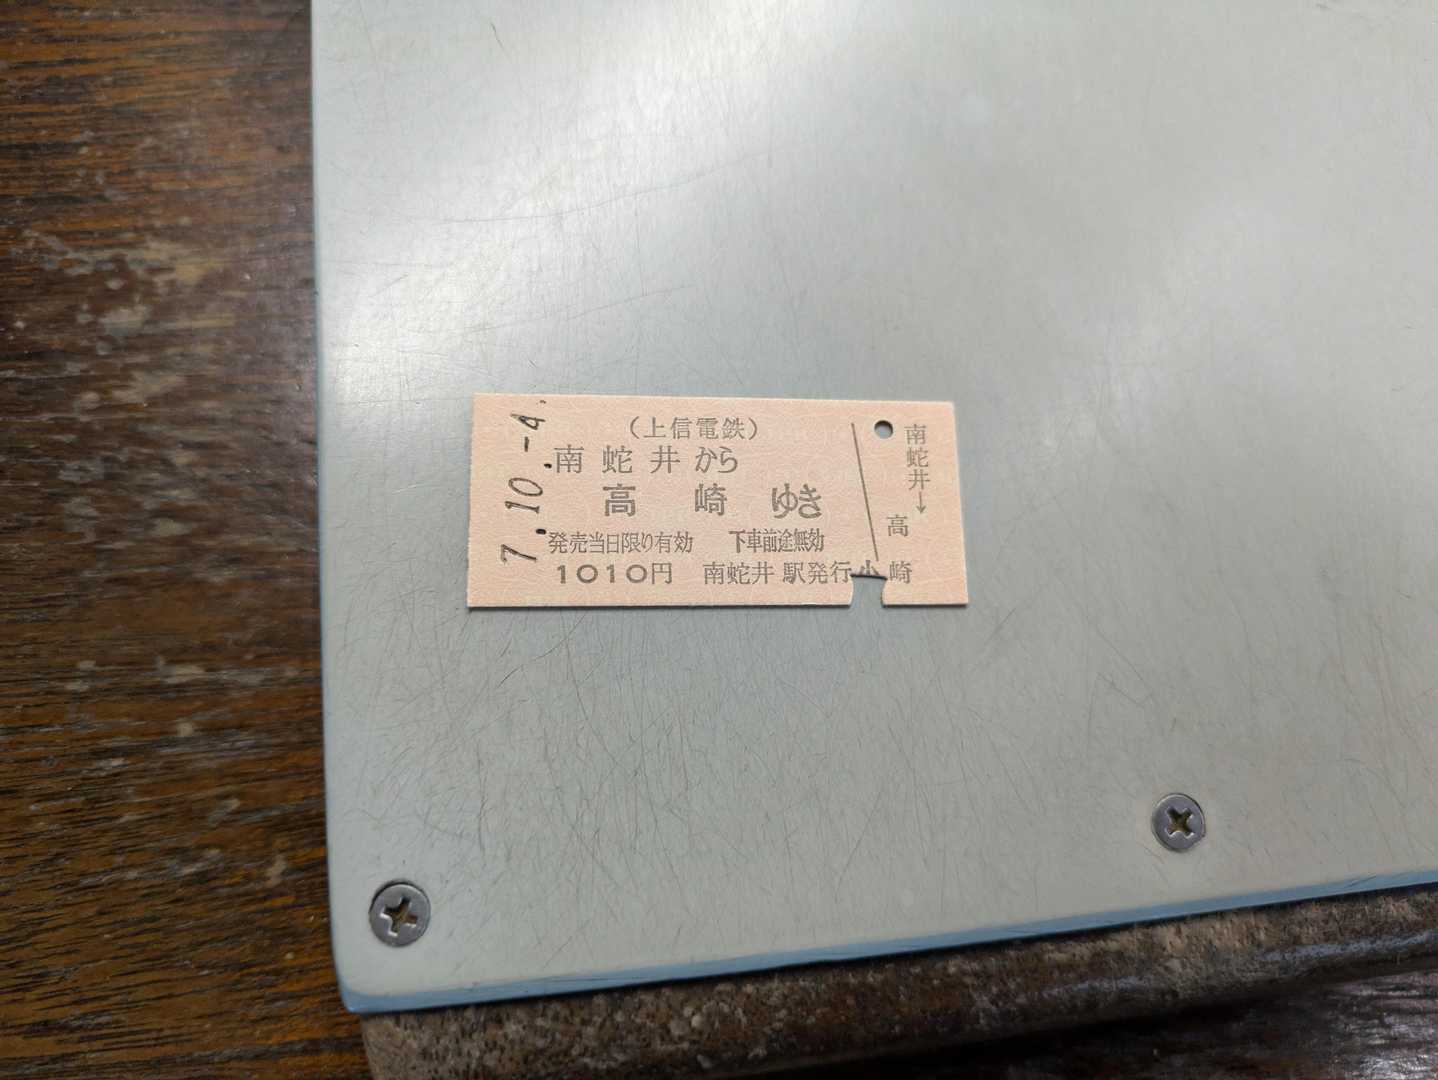 7.10.-4.
（上信電鉄）
南蛇井から
高崎ゆき
発売当日限り有効 下車前途無効
1010円 南蛇井駅発行
南蛇井→
高
小 崎